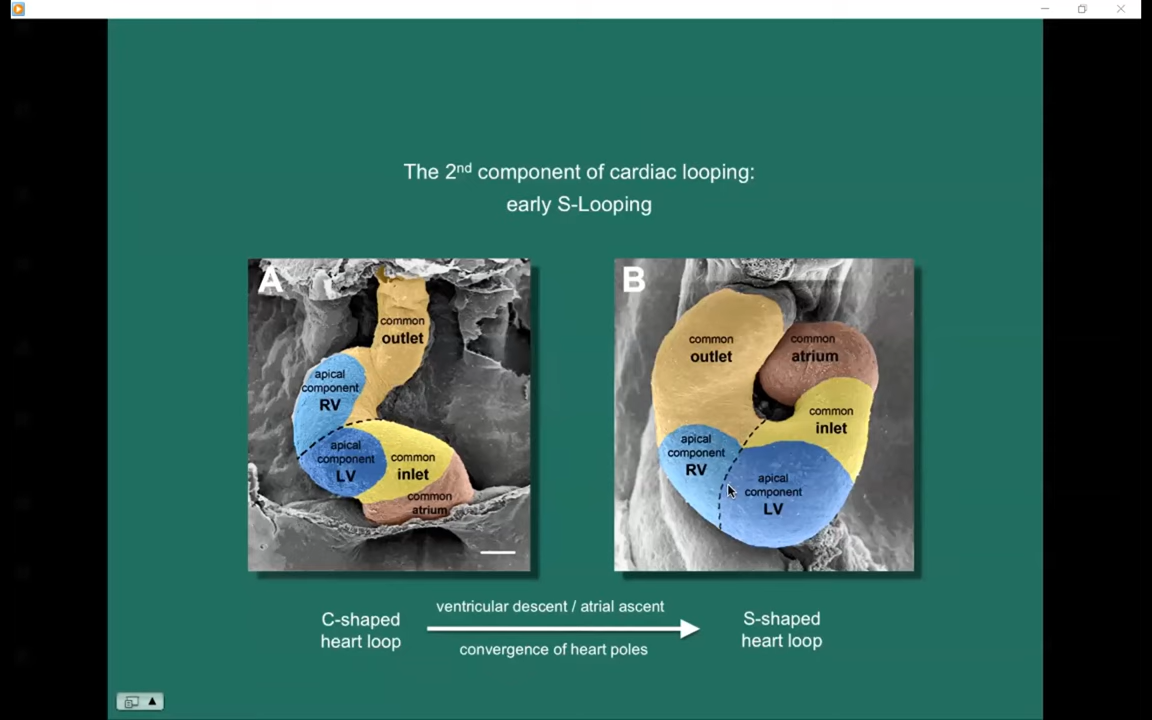 The 2nd component of cardiac looping:
early S-Looping
A
common
outlet
apical
component
RV
apical
component
LV
common
inlet
common
atrium
B
common
outlet
common
atrium
common
inlet
apical
component
RV
apical
component
LV
C-shaped
heart loop
ventricular descent / atrial ascent
convergence of heart poles
S-shaped
heart loop